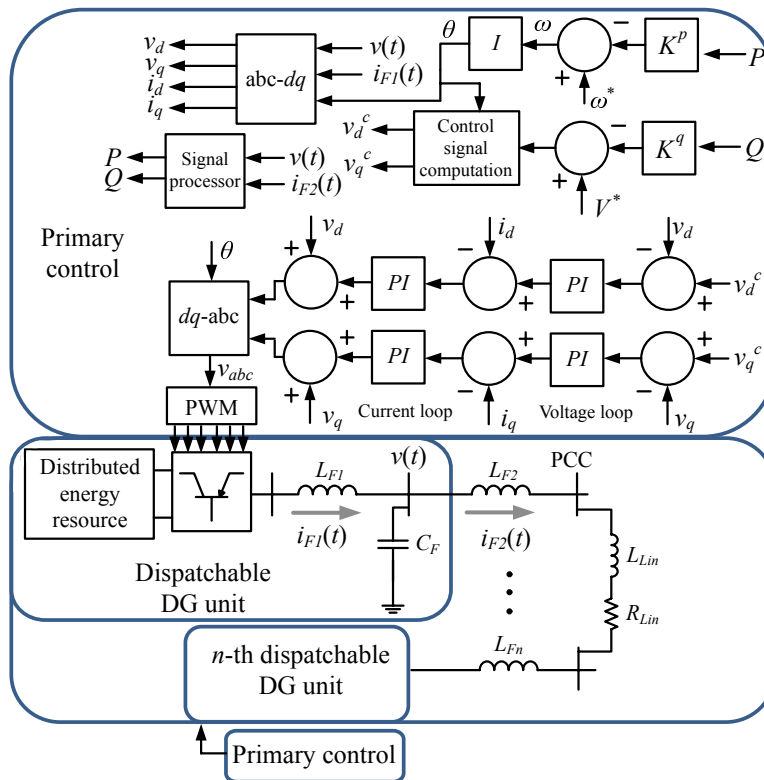 v_d
v_q
i_d
i_q
abc-dq
v(t)
i_F1(t)
θ
I
ω
−
+
ω*
K^p
P
P
Q
Signal
processor
v(t)
i_F2(t)
v_d^c
v_q^c
Control
signal
computation
−
+
V*
K^q
Q
Primary
control
θ
dq-abc
v_abc
PWM
v_d
+
+
PI
i_d
−
+
PI
v_d
−
+
v_d^c
+
+
v_q
PI
Current loop
+
−
i_q
PI
Voltage loop
+
−
v_q
v_q^c
Distributed
energy
resource
L_F1
i_F1(t)
v(t)
C_F
Dispatchable
DG unit
L_F2
i_F2(t)
PCC
L_Lin
R_Lin
L_Fn
n-th dispatchable
DG unit
Primary control